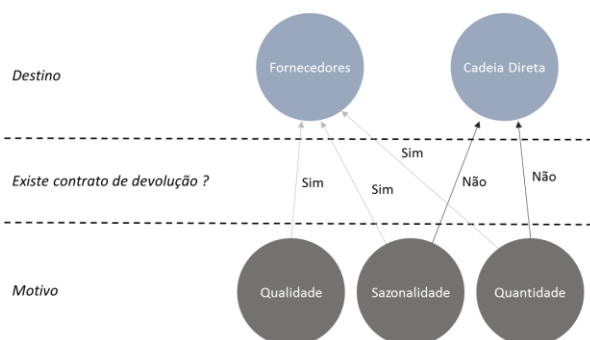 Destino
Fornecedores
Cadeia Direta
Existe contrato de devolução ?
Sim
Sim
Sim
Não
Não
Motivo
Qualidade
Sazonalidade
Quantidade